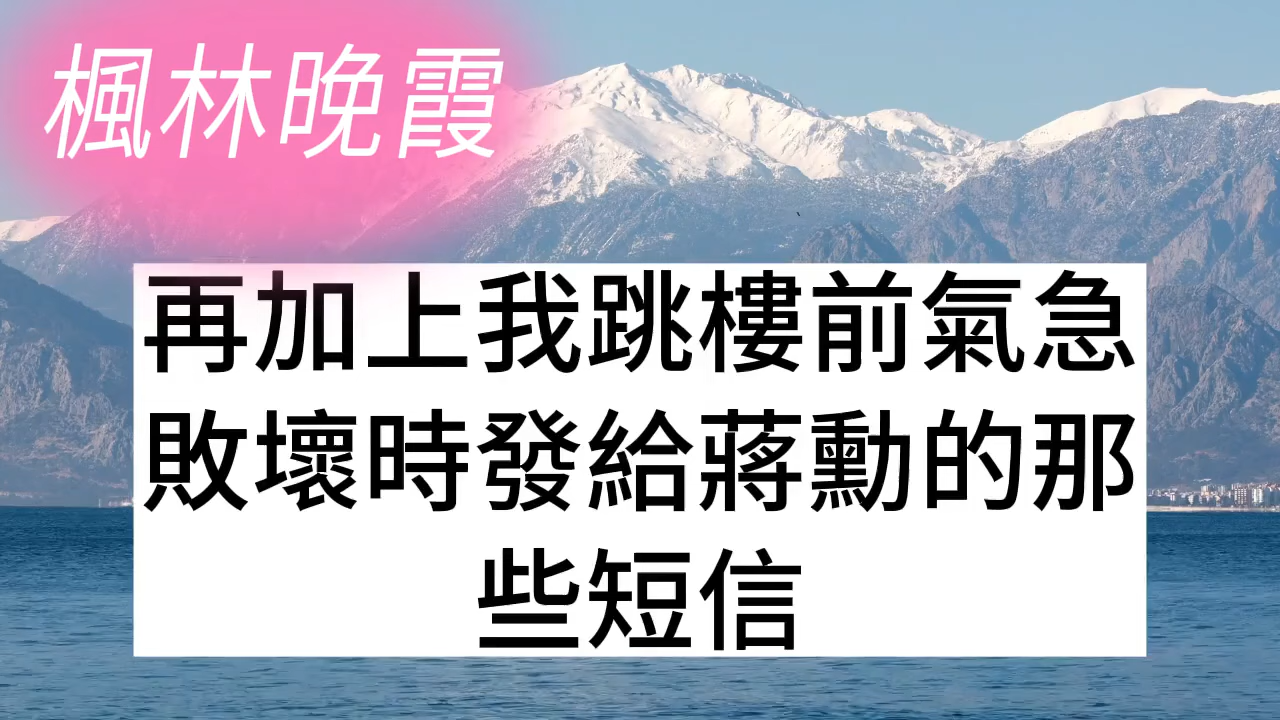 楓林晚霞
再加上我跳樓前氣急
敗壞時發給蔣勳的那
些短信